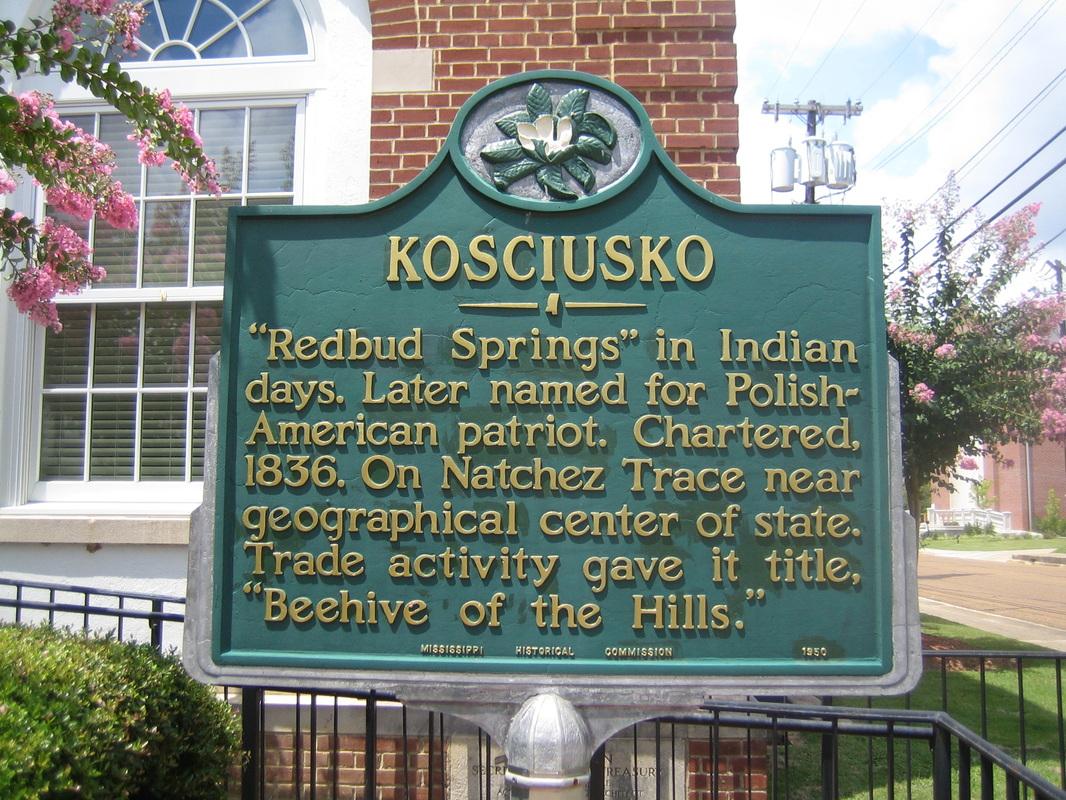 KOSCIUSKO
“Redbud Springs” in Indian
days. Later named for Polish-
American patriot. Chartered,
1836. On Natchez Trace near
geographical center of state.
Trade activity gave it title,
“Beehive of the Hills.”
MISSISSIPPI HISTORICAL COMMISSION 1950
TREASURY